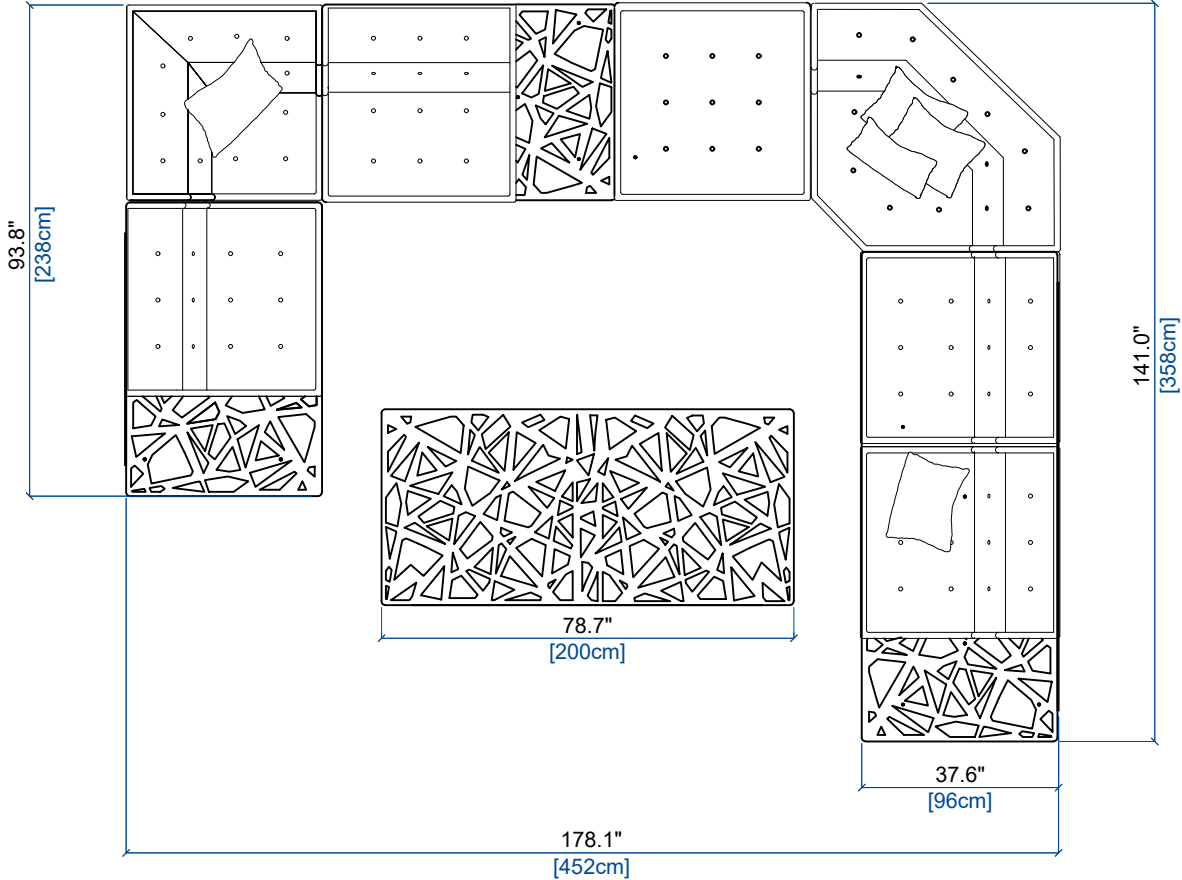 93.8"
[238cm]
141.0"
[358cm]
78.7"
[200cm]
37.6"
[96cm]
178.1"
[452cm]